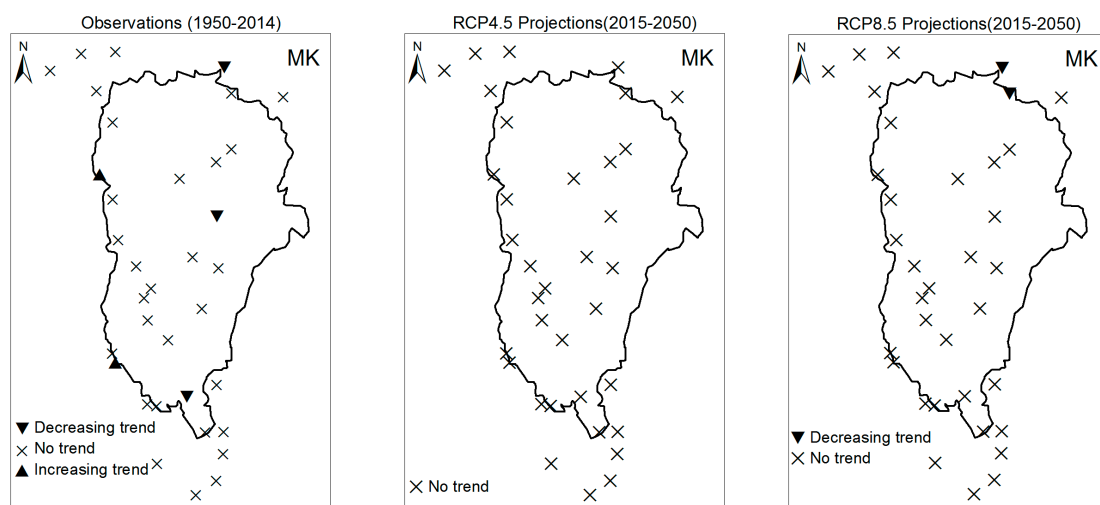 Observations (1950-2014)
N
MK
▼ Decreasing trend
× No trend
▲ Increasing trend
RCP4.5 Projections(2015-2050)
N
MK
× No trend
RCP8.5 Projections(2015-2050)
N
MK
▼ Decreasing trend
× No trend